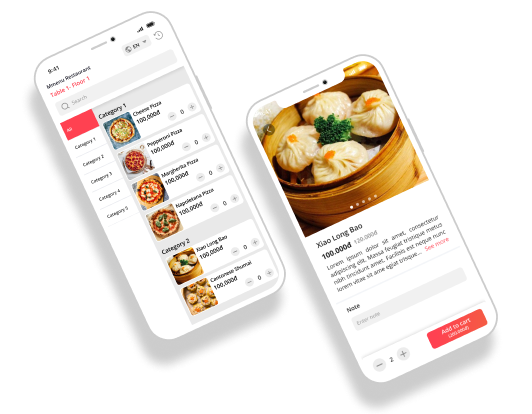 9:41
EN
Mmenu Restaurant
Table 1- Floor 1
Search
All
Category 1
Category 2
Category 3
Category 4
Category 5
Category 1
Cheese Pizza
100,000đ
0
Pepperoni Pizza
100,000đ
0
Margherita Pizza
100,000đ
0
Napoletana Pizza
100,000đ
0
Category 2
Xiao Long Bao
100,000đ
0
Cantonese Shumai
100,000đ
0
Xiao Long Bao
100.000đ 120.000đ
Lorem ipsum dolor sit amet, consectetur
adipiscing elit. Massa feugiat tristique metus
nibh tincidunt amet. Facilisis est neque nunc
lorem vitae sit ame eget tristique... See more
Note
Enter note
2
Add to cart
(200.000đ)